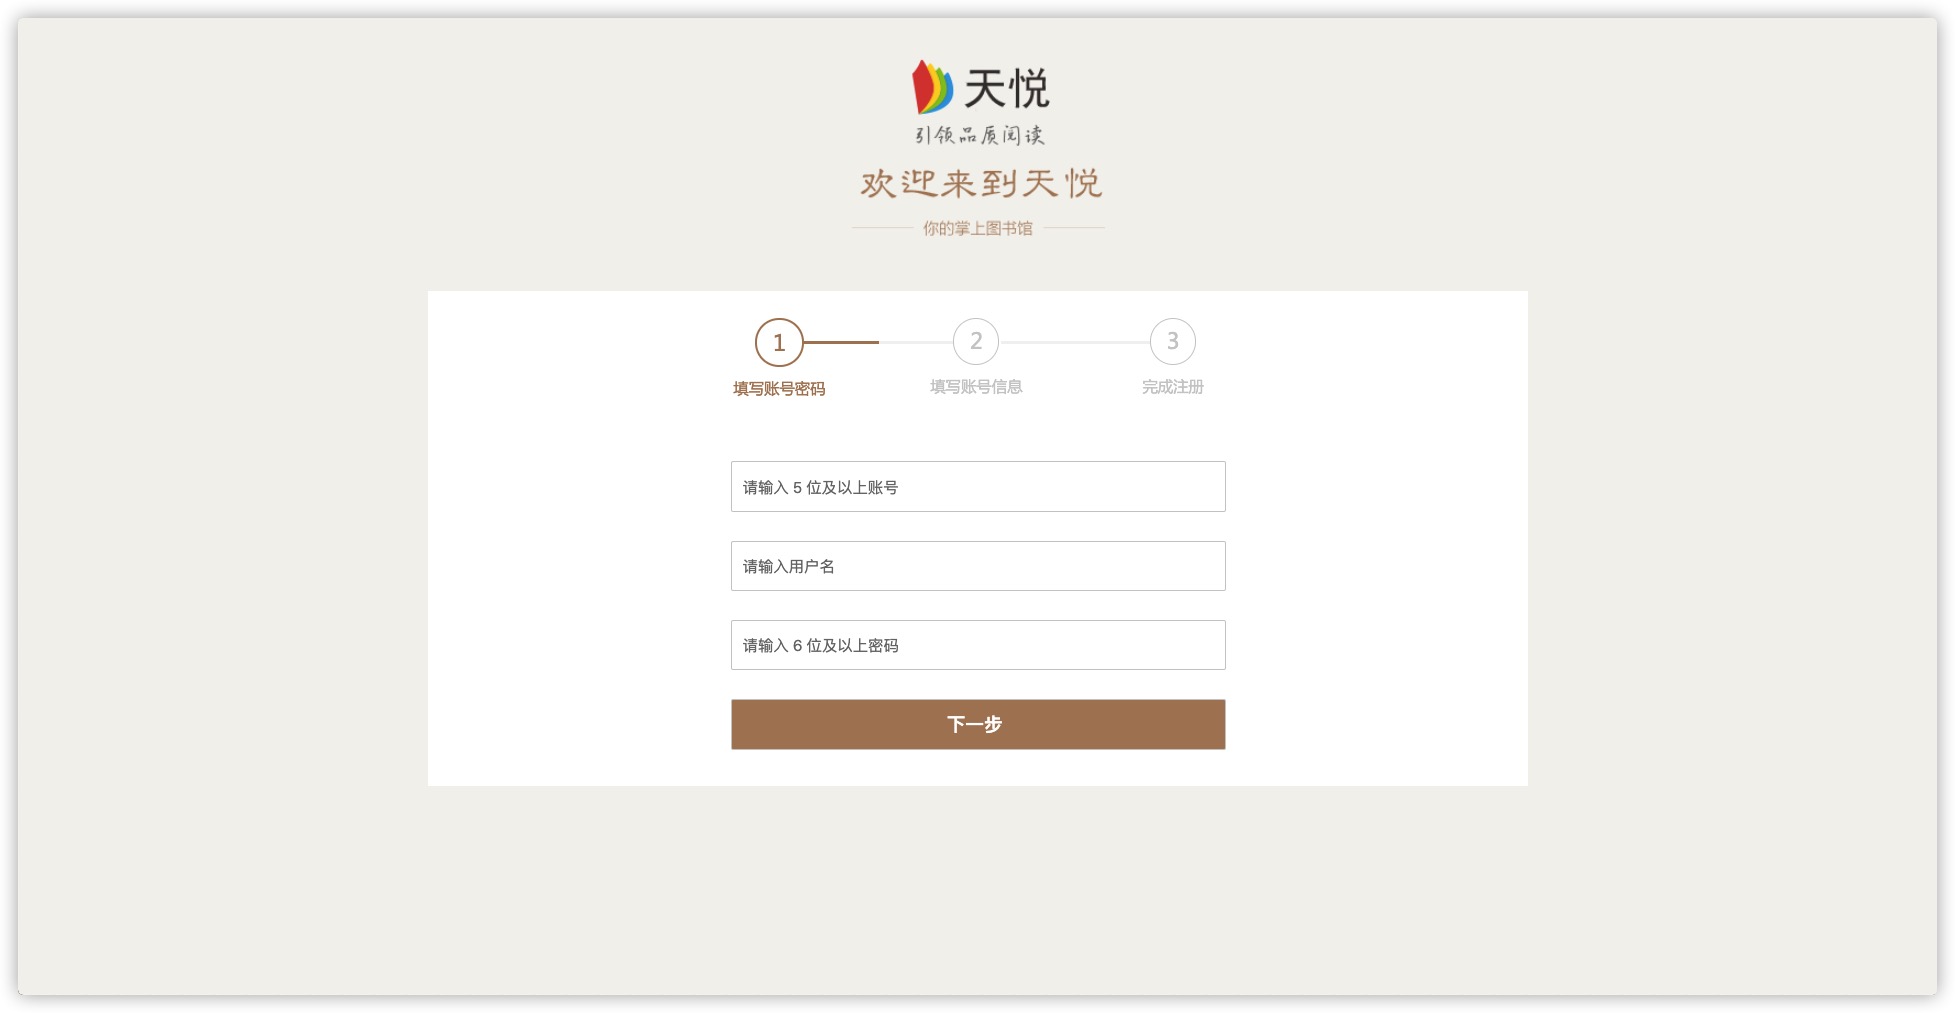 天悦
引领品质阅读
欢迎来到天悦
你的掌上图书馆
1 2 3
填写账号密码 填写账号信息 完成注册
请输入 5 位及以上账号
请输入用户名
请输入 6 位及以上密码
下一步